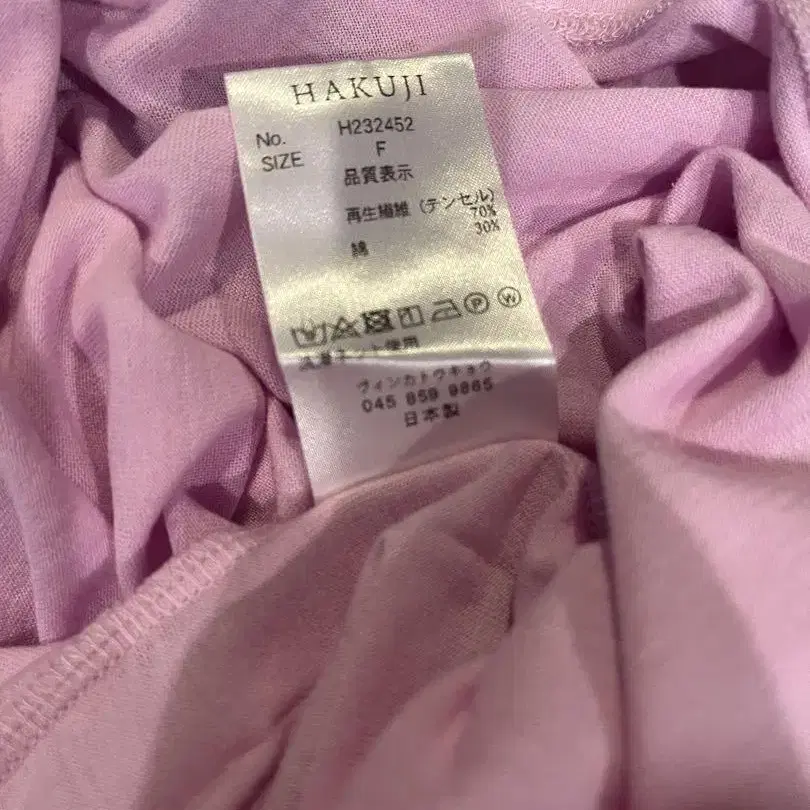 HAKUJI
No. H232452
SIZE F
品質表示
再生繊維 (テンセル)
70%
綿 30%
P W
洗濯ネット使用
ヴィンカトウキョウ
045 859 9865
日本製